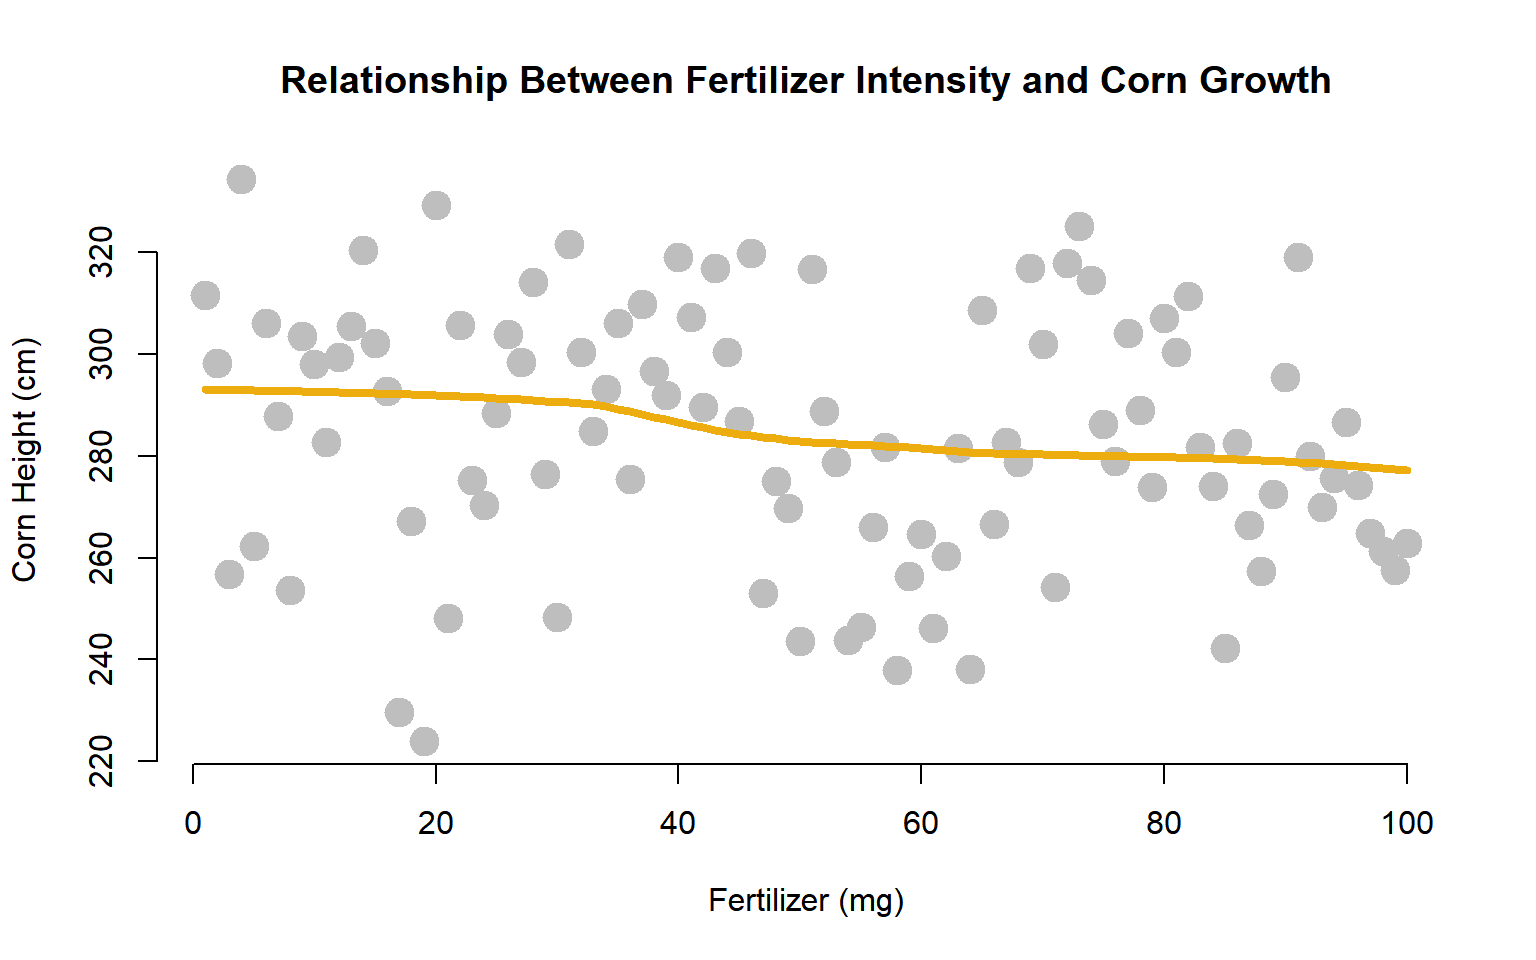 Relationship Between Fertilizer Intensity and Corn Growth
Corn Height (cm)
320
300
280
260
240
220
0 20 40 60 80 100
Fertilizer (mg)